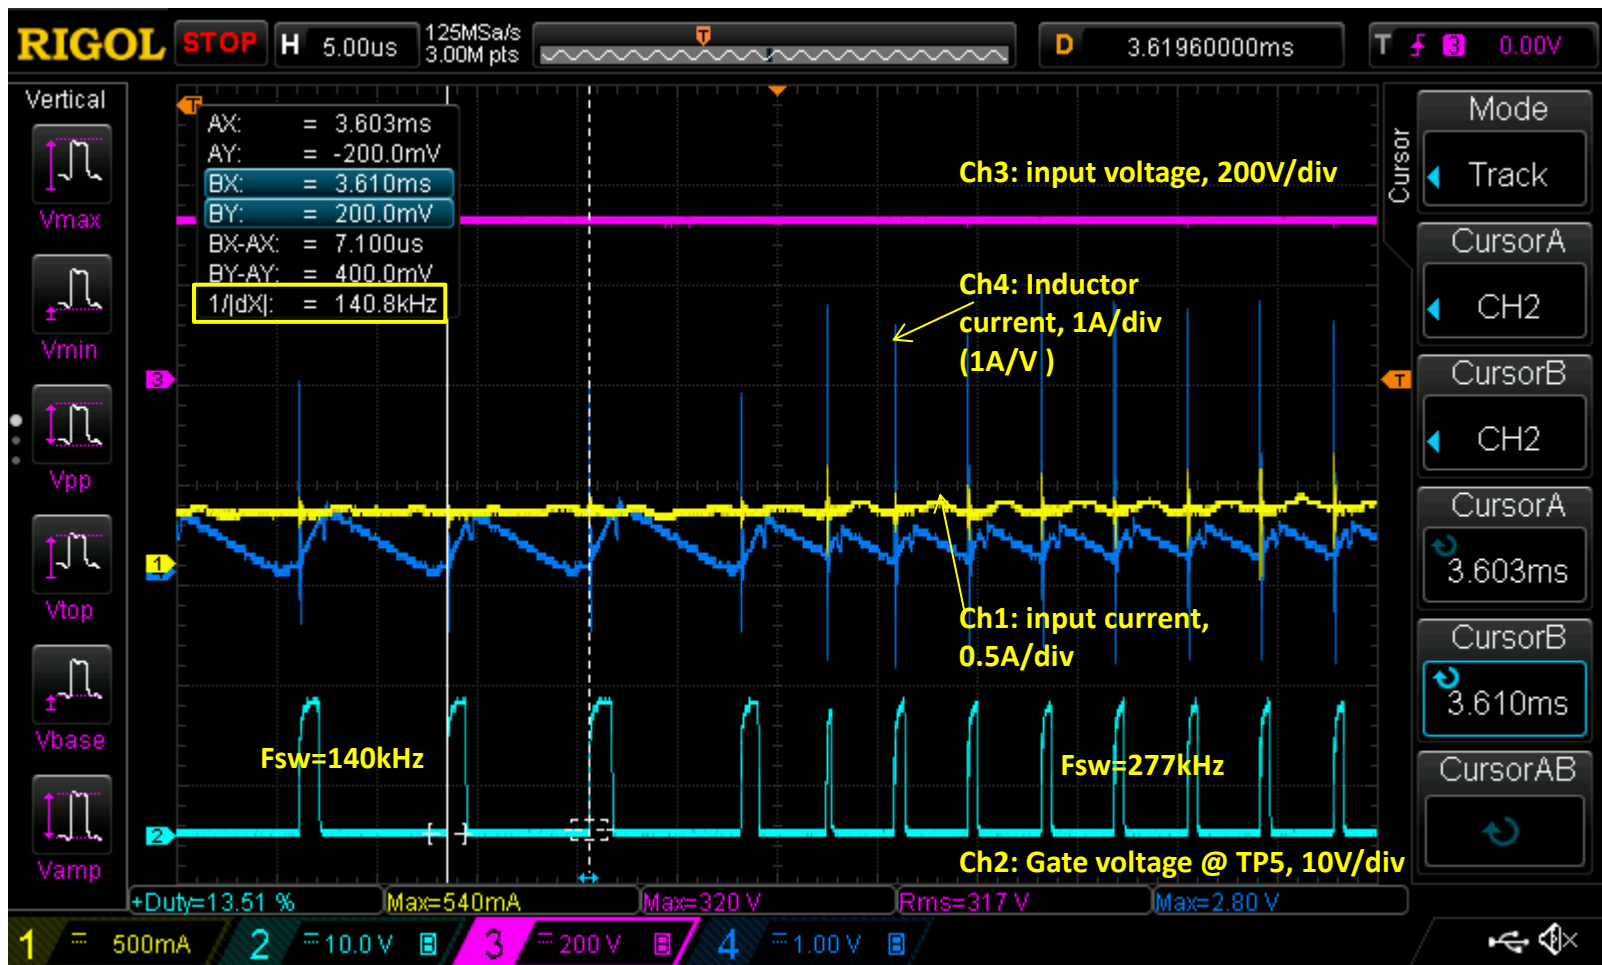 RIGOL STOP H 5.00us 125MSa/s D 3.61960000ms T 3 0.00V
3.00M pts
T
Vertical
Vmax
Vmin
Vpp
Vtop
Vbase
Vamp
T
AX: = 3.603ms
AY: = -200.0mV
BX: = 3.610ms
BY: = 200.0mV
BX-AX: = 7.100us
BY-AY: = 400.0mV
1/|dX|: = 140.8kHz
Ch3: input voltage, 200V/div
Ch4: Inductor
current, 1A/div
(1A/V )
3
T
1
Ch1: input current,
0.5A/div
Fsw=140kHz
Fsw=277kHz
2
Ch2: Gate voltage @ TP5, 10V/div
Cursor
Mode
Track
CursorA
CH2
CursorB
CH2
CursorA
3.603ms
CursorB
3.610ms
CursorAB
+Duty=13.51 % Max=540mA Max=320 V Rms=317 V Max=2.80 V
1 = 500mA 2 = 10.0 V B 3 = 200 V B 4 = 1.00 V B